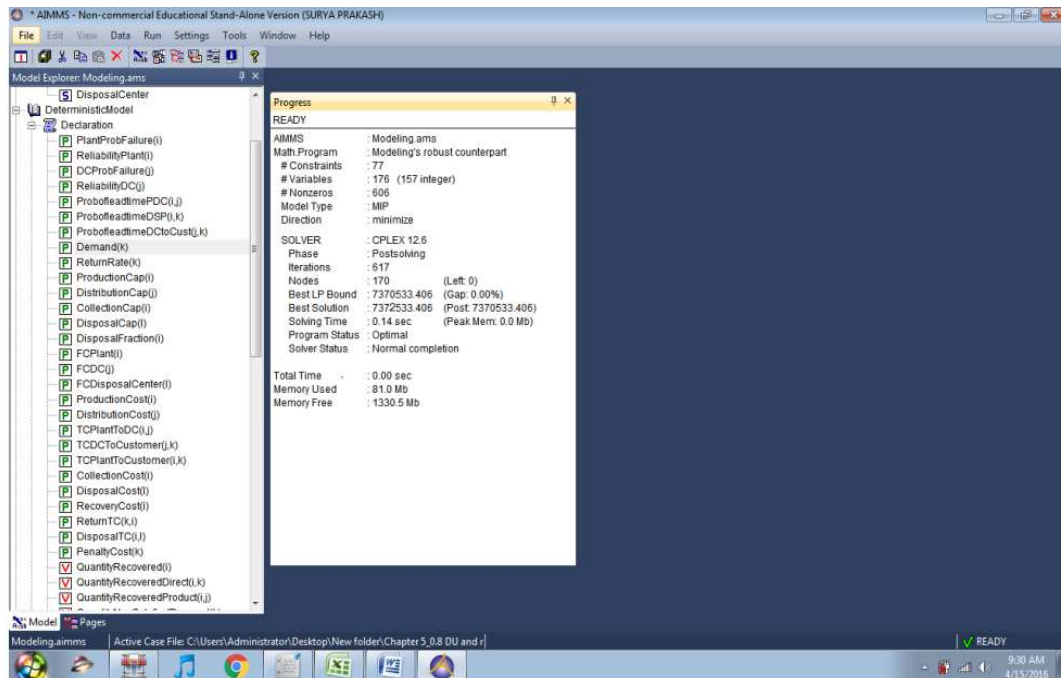 * AIMMS - Non-commercial Educational Stand-Alone Version (SURYA PRAKASH)
File Edit View Data Run Settings Tools Window Help
Model Explorer: Modeling.ams
S DisposalCenter
DeterministicModel
Declaration
P PlantProbFailure(i)
P ReliabilityPlant(i)
P DCProbFailure(j)
P ReliabilityDC(j)
P ProbofleadtimePDC(i,j)
P ProbofleadtimeDSP(i,k)
P ProbofleadtimeDCtoCust(j,k)
P Demand(k)
P ReturnRate(k)
P ProductionCap(i)
P DistributionCap(j)
P CollectionCap(i)
P DisposalCap(l)
P DisposalFraction(i)
P FCPlant(i)
P FCDC(j)
P FCDisposalCenter(l)
P ProductionCost(i)
P DistributionCost(j)
P TCPlantToDC(i,j)
P TCDCToCustomer(j,k)
P TCPlantToCustomer(i,k)
P CollectionCost(i)
P DisposalCost(l)
P RecoveryCost(i)
P ReturnTC(k,i)
P DisposalTC(i,l)
P PenaltyCost(k)
V QuantityRecovered(i)
V QuantityRecoveredDirect(i,k)
V QuantityRecoveredProduct(i,j)
Model Pages
Progress
READY
AIMMS : Modeling.ams
Math.Program : Modeling's robust counterpart
# Constraints : 77
# Variables : 176 (157 integer)
# Nonzeros : 606
Model Type : MIP
Direction : minimize
SOLVER : CPLEX 12.6
Phase : Postsolving
Iterations : 617
Nodes : 170 (Left: 0)
Best LP Bound : 7370533.406 (Gap: 0.00%)
Best Solution : 7372533.406 (Post: 7370533.406)
Solving Time : 0.14 sec (Peak Mem: 0.0 Mb)
Program Status : Optimal
Solver Status : Normal completion
Total Time : 0.00 sec
Memory Used : 81.0 Mb
Memory Free : 1330.5 Mb
Modeling.aimms Active Case File: C:\Users\Administrator\Desktop\New folder\Chapter 5_0.8 DU and r READY
9:30 AM
4/15/2016